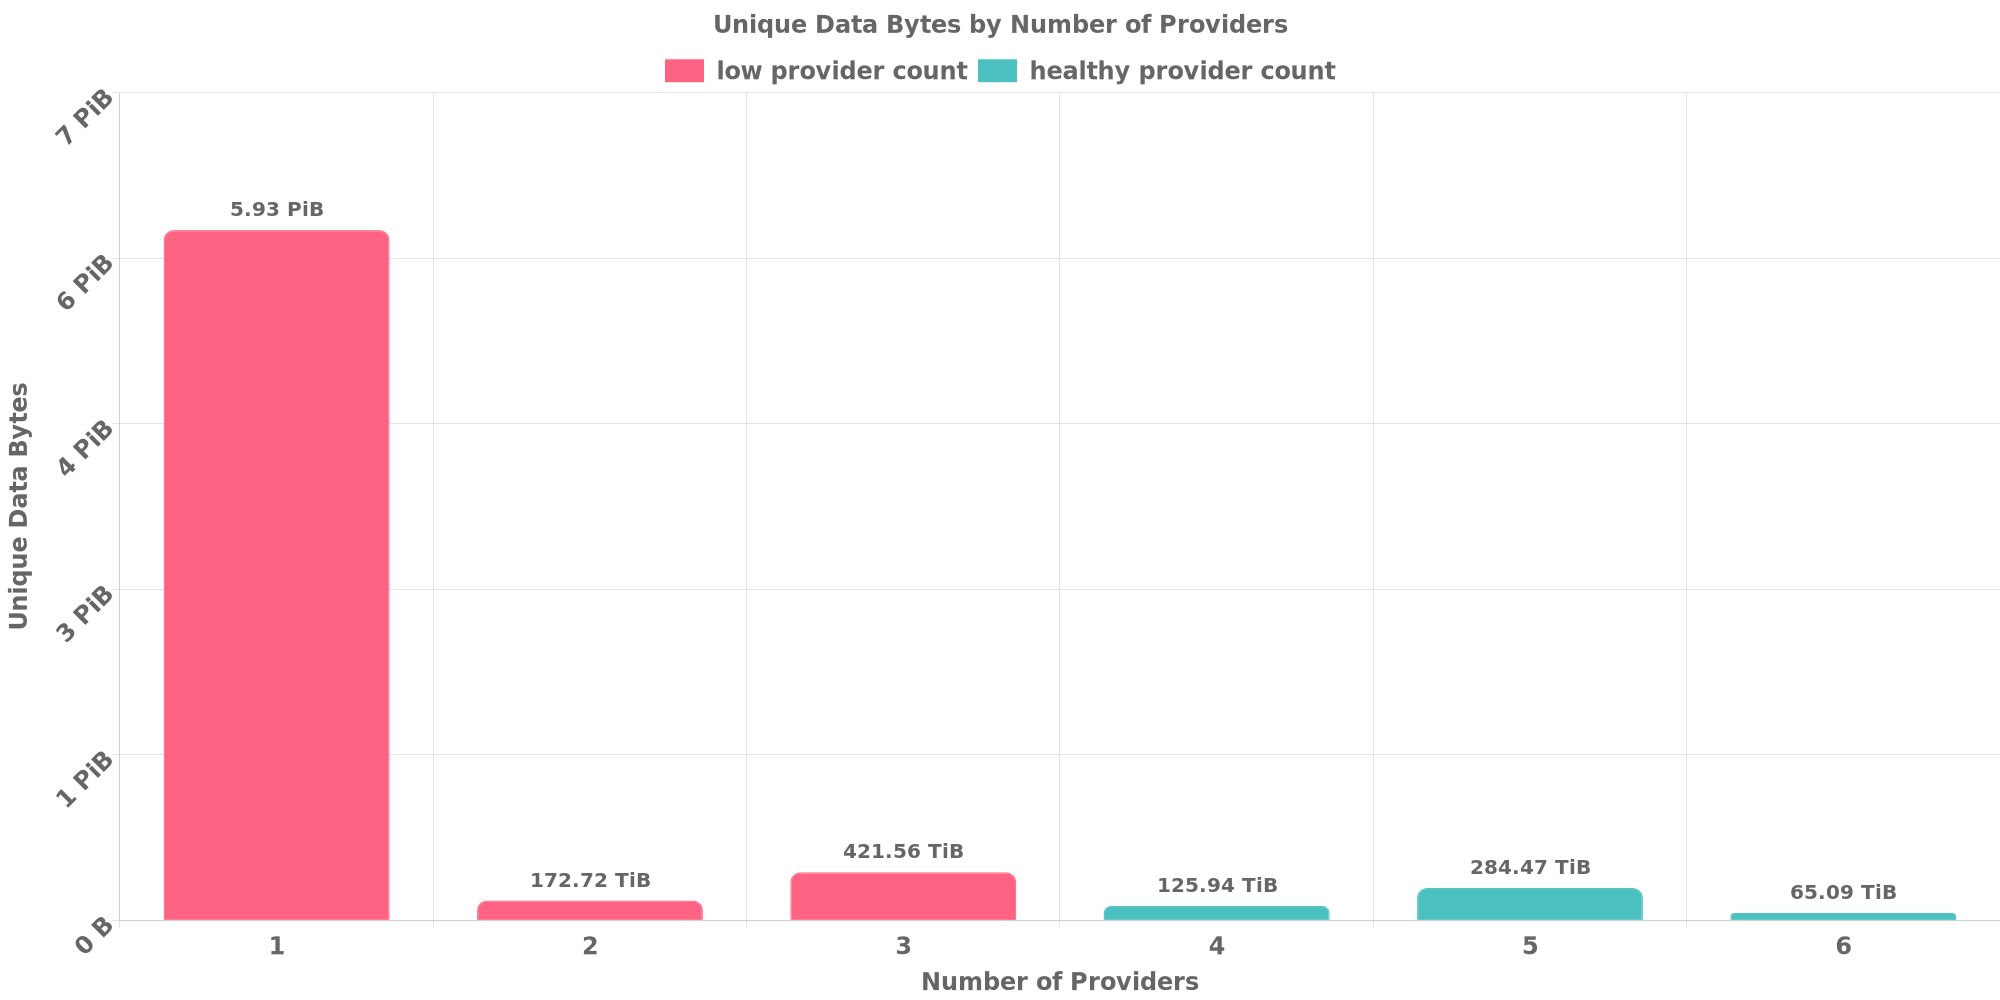 Unique Data Bytes by Number of Providers
low provider count healthy provider count
7 PiB
6 PiB
4 PiB
3 PiB
1 PiB
0 B
Unique Data Bytes
5.93 PiB
172.72 TiB
421.56 TiB
125.94 TiB
284.47 TiB
65.09 TiB
1 2 3 4 5 6
Number of Providers